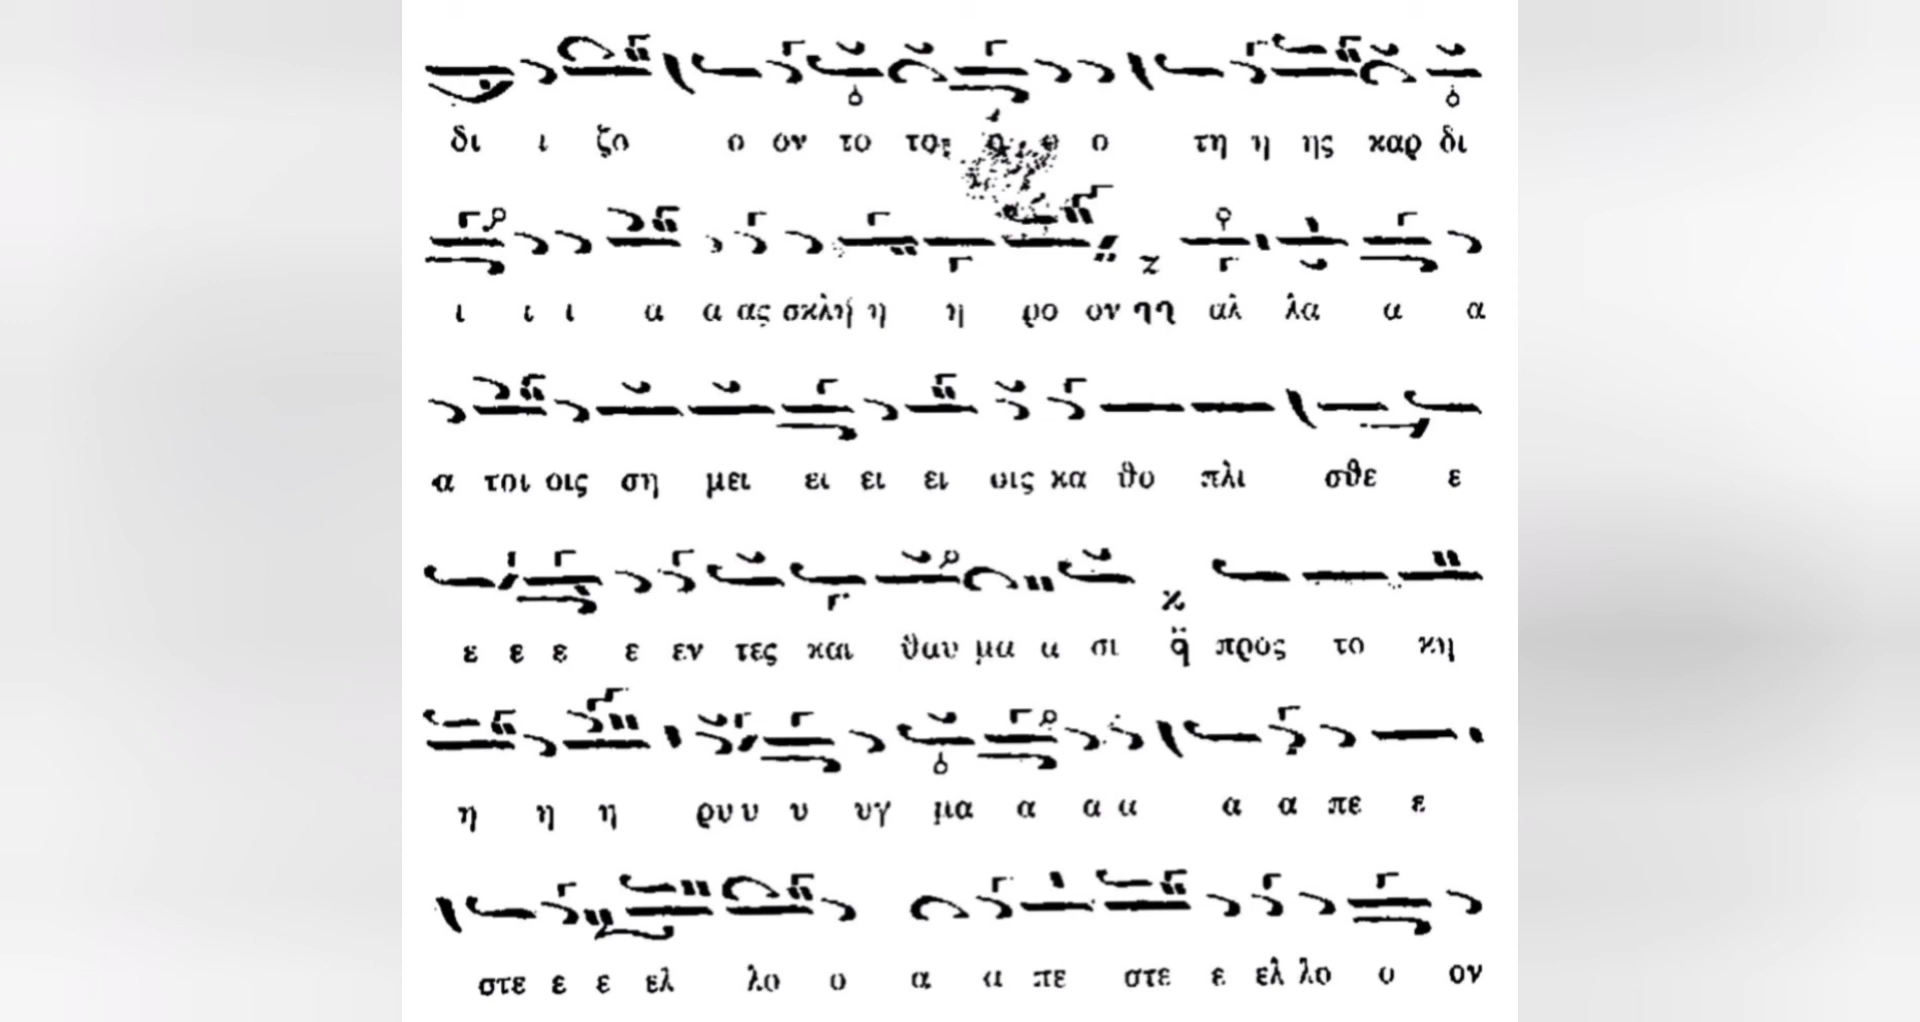 δι ι ζο ο ον το το ο ο ο τη η ης καρ δι
ι ι ι α α ας σκλη η η ρο ον ηη αλ λα α α
α τοι οις ση μει ει ει ει οις κα θο πλι σθε ε
ε ε ε ε εν τες και θαυ μα α σι q̈ προς το κη
η η η ρυ υ υ υγ μα α α α α α πε ε
στε ε ε ελ λο ο α α πε στε ε ελ λο ο ον